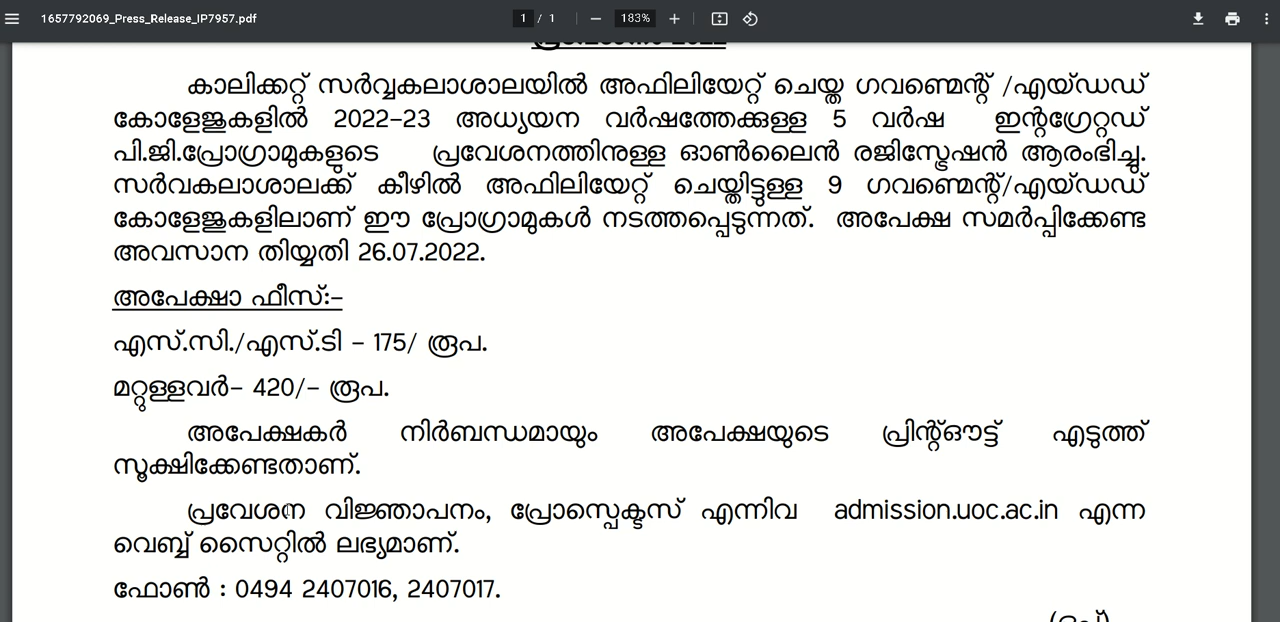 1657792069_Press_Release_IP7957.pdf
1 / 1
183%
കാലിക്കറ്റ് സർവ്വകലാശാലയിൽ അഫിലിയേറ്റ് ചെയ്ത ഗവണ്മെന്റ് /എയ്ഡഡ്
കോളേജുകളിൽ 2022-23 അധ്യയന വർഷത്തേക്കുള്ള 5 വർഷ ഇന്റഗ്രേറ്റഡ്
പി.ജി.പ്രോഗ്രാമുകളുടെ പ്രവേശനത്തിനുള്ള ഓൺലൈൻ രജിസ്ട്രേഷൻ ആരംഭിച്ചു.
സർവകലാശാലക്ക് കീഴിൽ അഫിലിയേറ്റ് ചെയ്തിട്ടുള്ള 9 ഗവണ്മെന്റ്/എയ്ഡഡ്
കോളേജുകളിലാണ് ഈ പ്രോഗ്രാമുകൾ നടത്തപ്പെടുന്നത്. അപേക്ഷ സമർപ്പിക്കേണ്ട
അവസാന തിയ്യതി 26.07.2022.
അപേക്ഷാ ഫീസ്:-
എസ്.സി./എസ്.ടി - 175/ രൂപ.
മറ്റുള്ളവർ- 420/- രൂപ.
അപേക്ഷകർ നിർബന്ധമായും അപേക്ഷയുടെ പ്രിന്റ്ഔട്ട് എടുത്ത്
സൂക്ഷിക്കേണ്ടതാണ്.
പ്രവേശന വിജ്ഞാപനം, പ്രോസ്പെക്ടസ് എന്നിവ admission.uoc.ac.in എന്ന
വെബ്ബ് സൈറ്റിൽ ലഭ്യമാണ്.
ഫോൺ : 0494 2407016, 2407017.